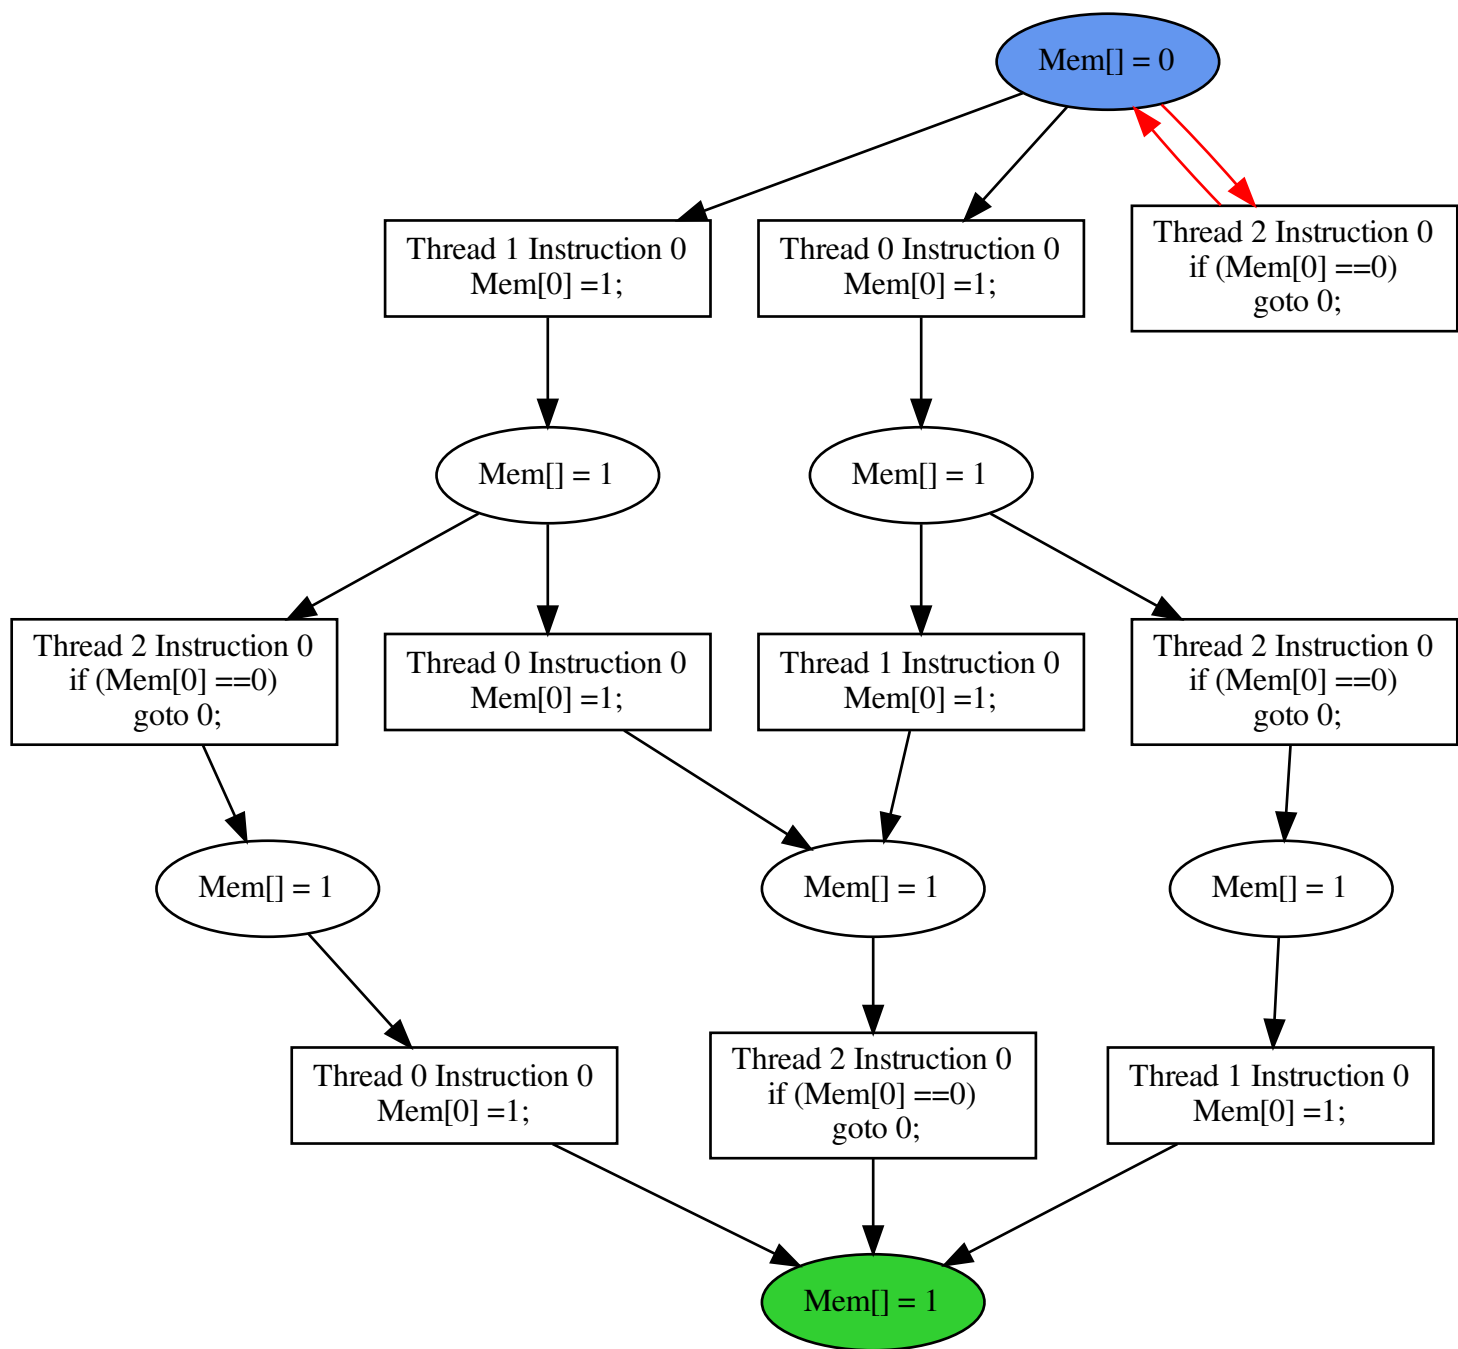 Mem[] = 0
Thread 1 Instruction 0
Mem[0] =1;
Thread 0 Instruction 0
Mem[0] =1;
Thread 2 Instruction 0
if (Mem[0] ==0)
goto 0;
Mem[] = 1
Mem[] = 1
Thread 2 Instruction 0
if (Mem[0] ==0)
goto 0;
Thread 0 Instruction 0
Mem[0] =1;
Thread 1 Instruction 0
Mem[0] =1;
Thread 2 Instruction 0
if (Mem[0] ==0)
goto 0;
Mem[] = 1
Mem[] = 1
Mem[] = 1
Thread 0 Instruction 0
Mem[0] =1;
Thread 2 Instruction 0
if (Mem[0] ==0)
goto 0;
Thread 1 Instruction 0
Mem[0] =1;
Mem[] = 1